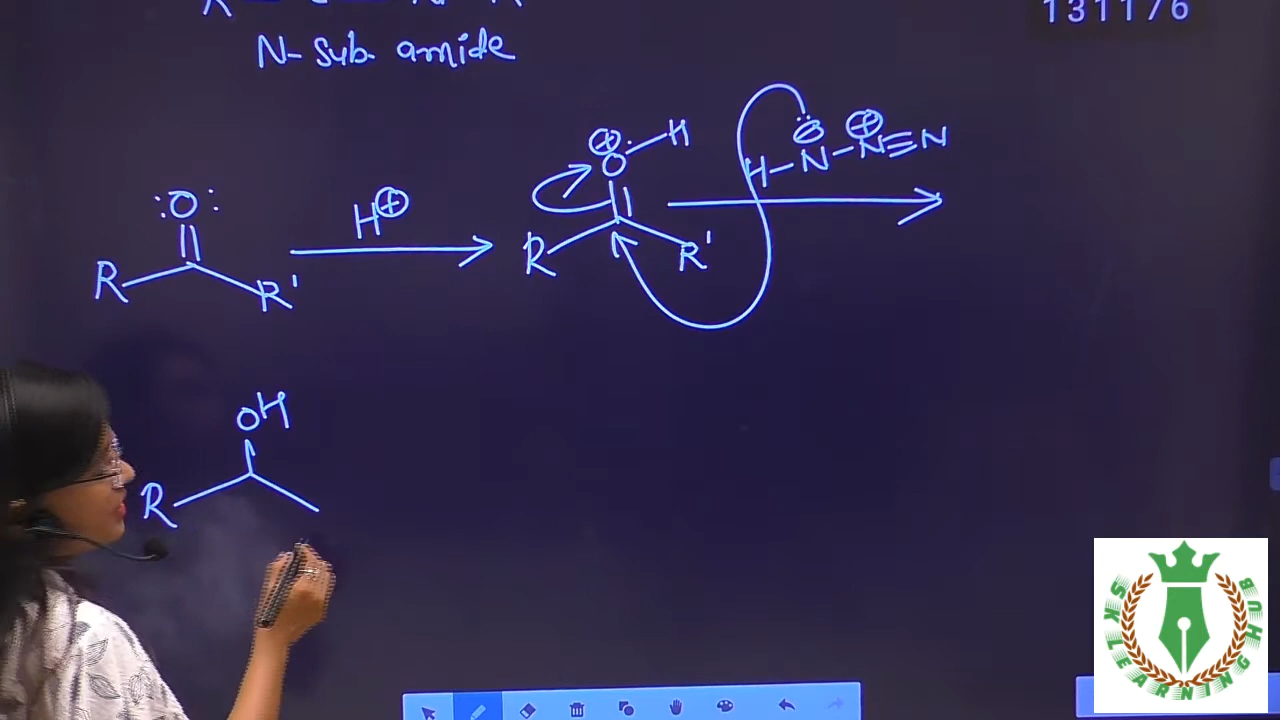 131176
N- Sub amide
:O: H⊕ ⊕ O: - H H - N̈⊖ - N⊕ ≡ N
R R' R R'
OH
R
SK LEARNING HUB